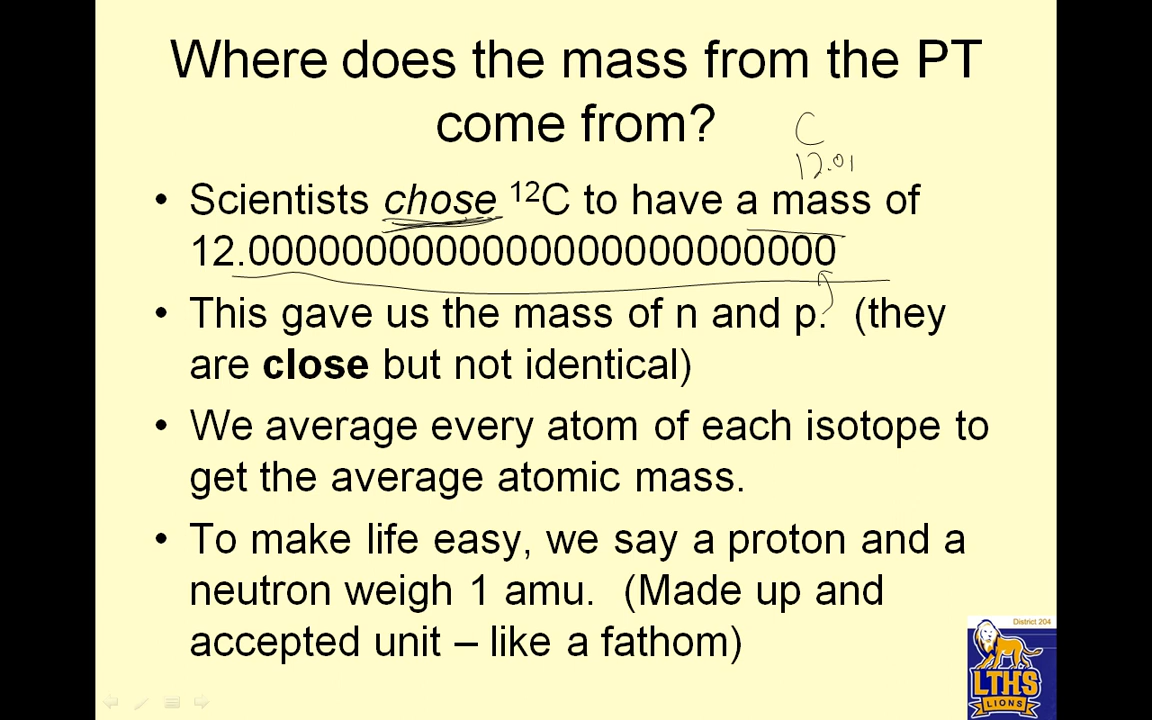 Where does the mass from the PT
come from?
C
12.01
• Scientists chose ¹²C to have a mass of
12.0000000000000000000000000
• This gave us the mass of n and p. (they
are close but not identical)
• We average every atom of each isotope to
get the average atomic mass.
• To make life easy, we say a proton and a
neutron weigh 1 amu. (Made up and
accepted unit – like a fathom)
District 204
LTHS
LIONS